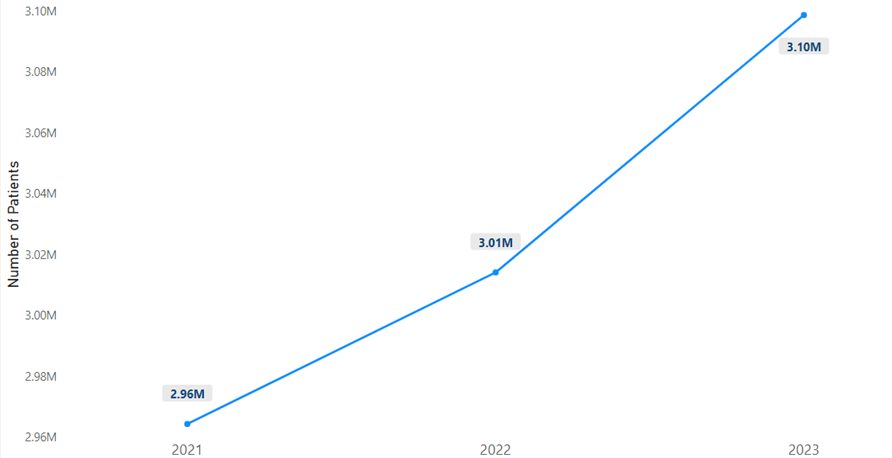 Number of Patients
3.10M
3.08M
3.06M
3.04M
3.02M
3.00M
2.98M
2.96M
2.96M
3.01M
3.10M
2021
2022
2023